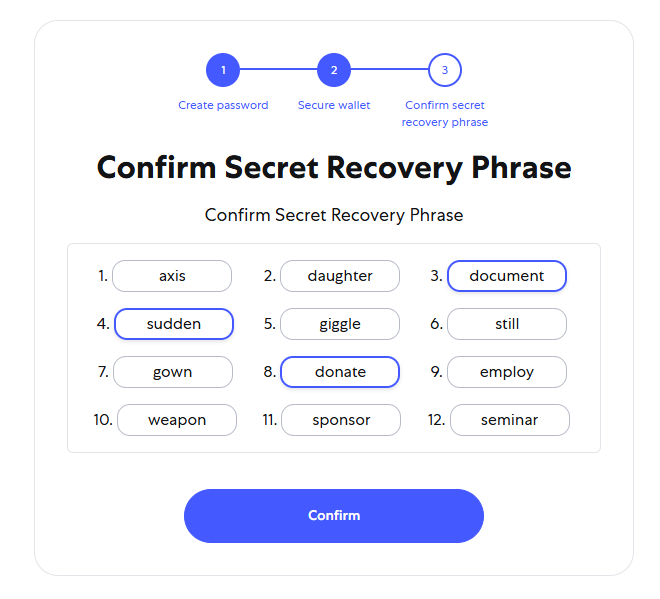 1 2 3
Create password Secure wallet Confirm secret
recovery phrase
Confirm Secret Recovery Phrase
Confirm Secret Recovery Phrase
1. axis 2. daughter 3. document
4. sudden 5. giggle 6. still
7. gown 8. donate 9. employ
10. weapon 11. sponsor 12. seminar
Confirm